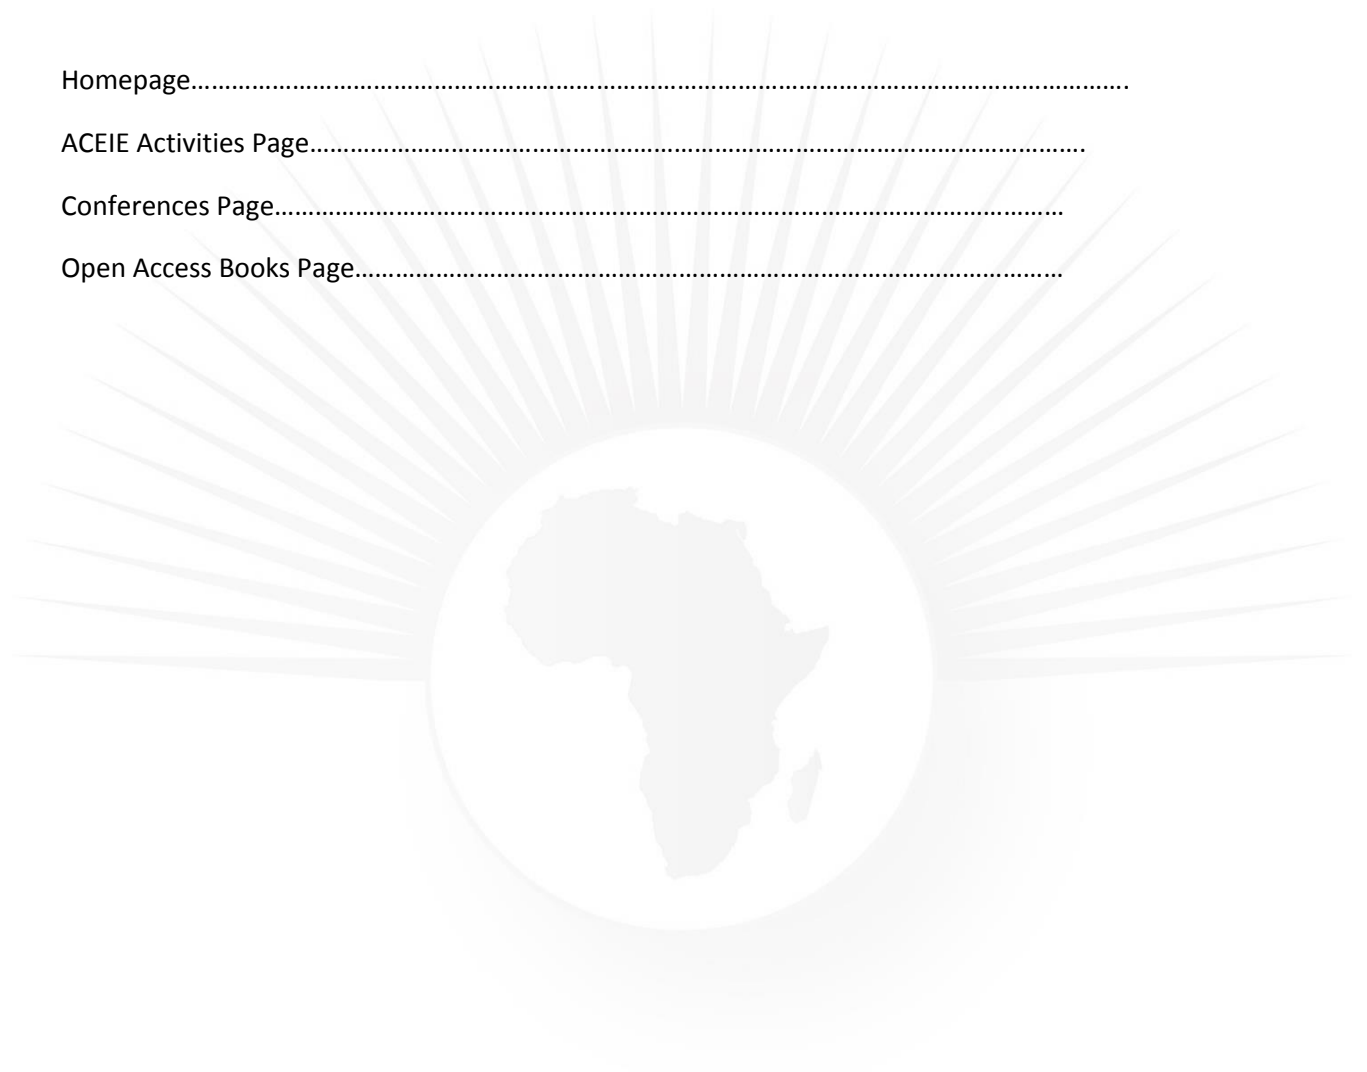 Homepage……………………………………………………………………………………………………………………………….
ACEIE Activities Page……………………………………………………………………………………………………….
Conferences Page…………………………………………………………………………………………………………
Open Access Books Page………………………………………………………………………………………………